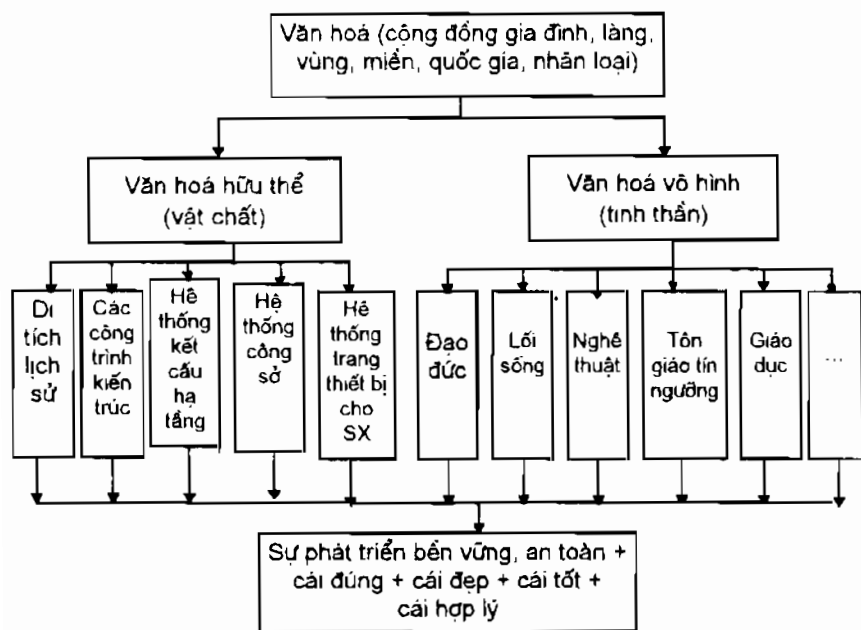 Văn hoá (cộng đồng gia đình, làng,
vùng, miền, quốc gia, nhân loại)
Văn hoá hữu thể
(vật chất)
Văn hoá vô hình
(tinh thần)
Di
tích
lịch
sử
Các
công
trình
kiến
trúc
Hệ
thống
kết
cấu
hạ
tầng
Hệ
thống
công
sở
Hệ
thống
trang
thiết bị
cho
SX
Đạo
đức
Lối
sống
Nghệ
thuật
Tôn
giáo tín
ngưỡng
Giáo
dục
...
Sự phát triển bền vững, an toàn +
cái đúng + cái đẹp + cái tốt +
cái hợp lý